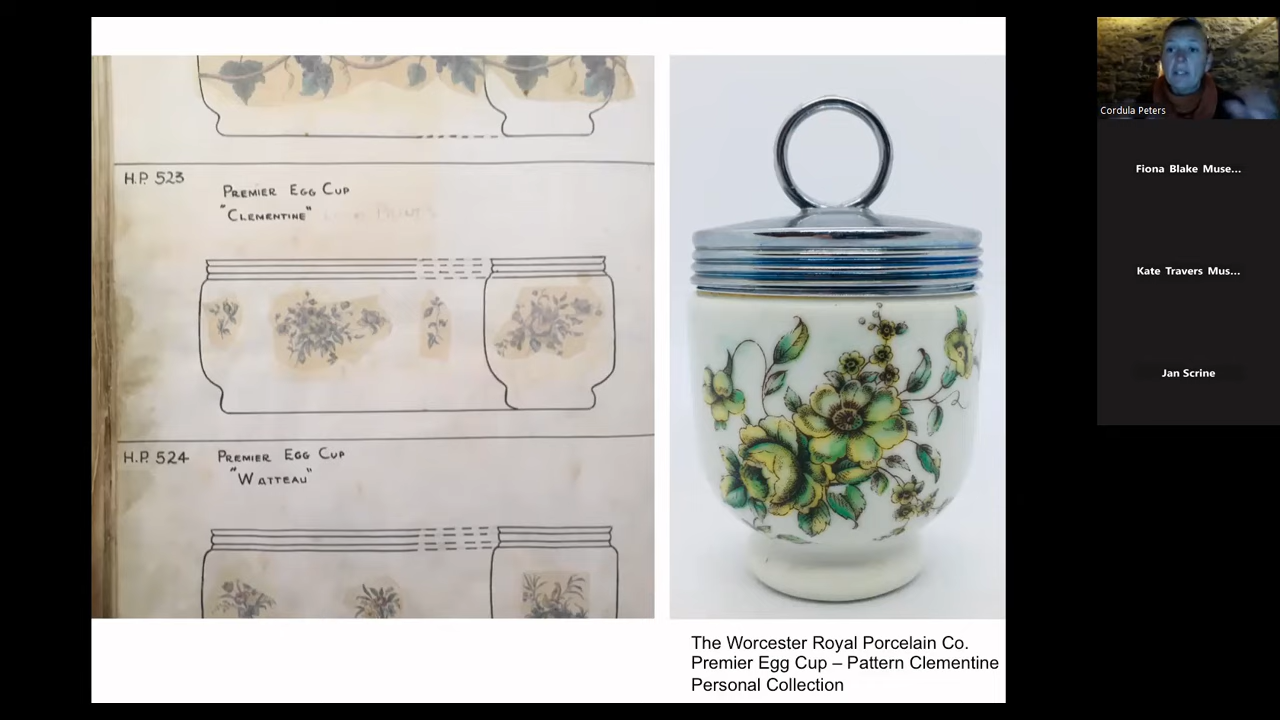 H.P. 523
PREMIER EGG CUP
"CLEMENTINE"
H.P. 524
PREMIER EGG CUP
"WATTEAU"
The Worcester Royal Porcelain Co.
Premier Egg Cup – Pattern Clementine
Personal Collection
Cordula Peters
Fiona Blake Muse...
Kate Travers Mus...
Jan Scrine